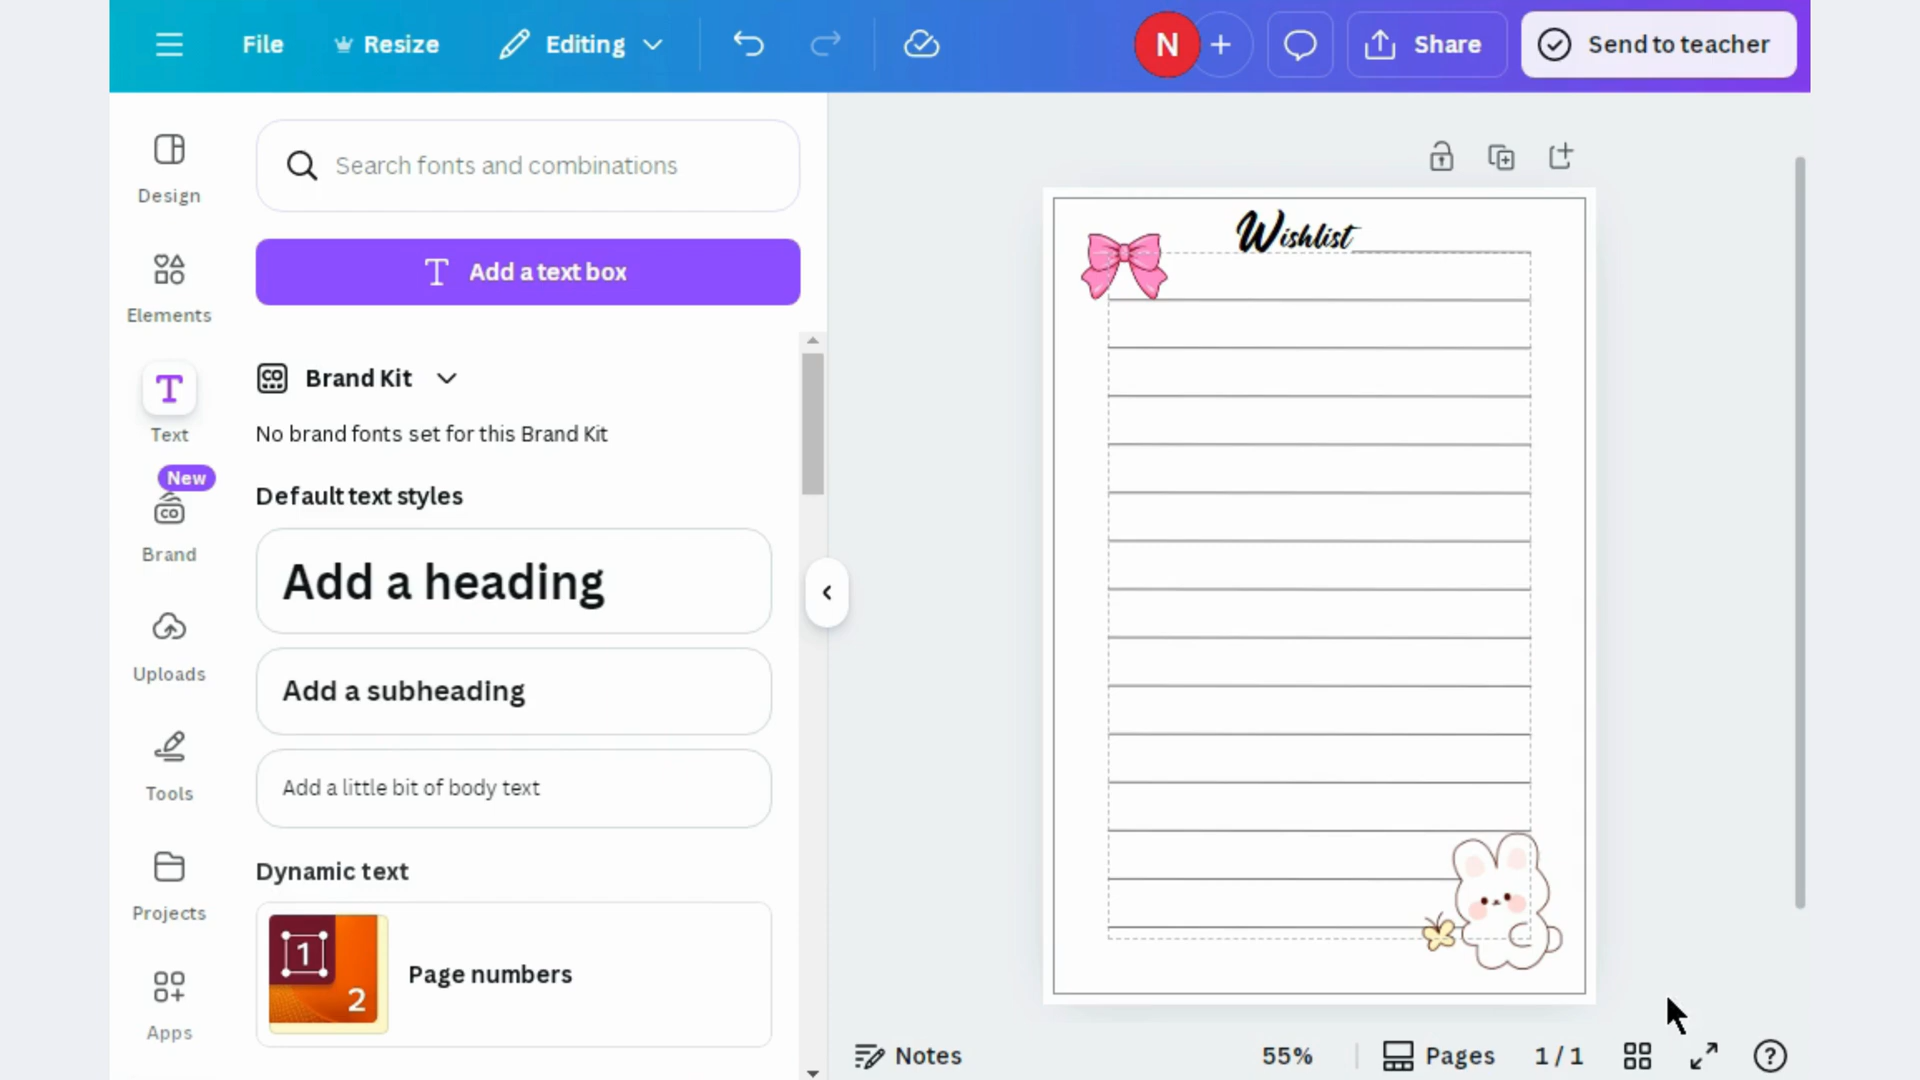 File
Resize
Editing
N
+
Share
Send to teacher
Design
Elements
Text
New
Brand
Uploads
Tools
Projects
Apps
Search fonts and combinations
T Add a text box
Brand Kit
No brand fonts set for this Brand Kit
Default text styles
Add a heading
Add a subheading
Add a little bit of body text
Dynamic text
1
2
Page numbers
Wishlist
Notes
55%
Pages
1 / 1
?